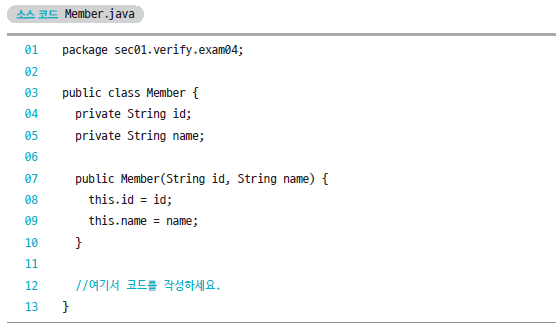 소스 코드 Member.java
01 package sec01.verify.exam04;
02
03 public class Member {
04 private String id;
05 private String name;
06
07 public Member(String id, String name) {
08 this.id = id;
09 this.name = name;
10 }
11
12 //여기서 코드를 작성하세요.
13 }